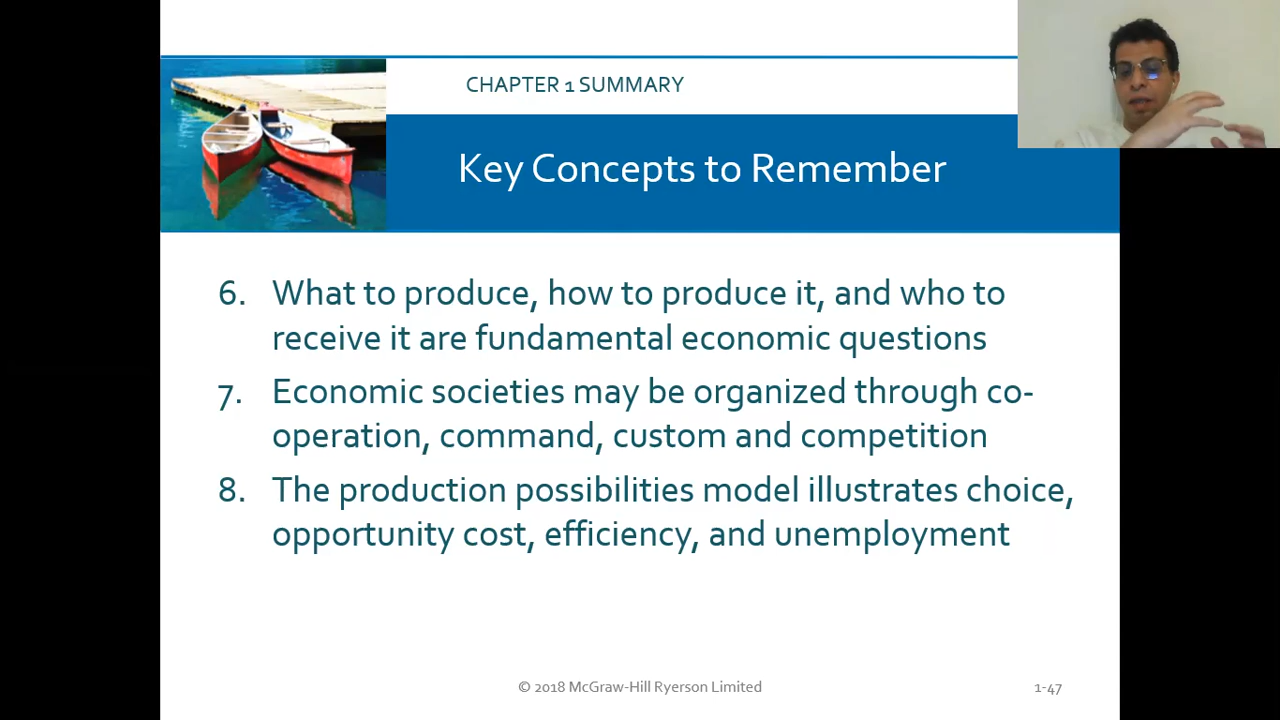 CHAPTER 1 SUMMARY
Key Concepts to Remember
6. What to produce, how to produce it, and who to
receive it are fundamental economic questions
7. Economic societies may be organized through co-
operation, command, custom and competition
8. The production possibilities model illustrates choice,
opportunity cost, efficiency, and unemployment
© 2018 McGraw-Hill Ryerson Limited
1-47